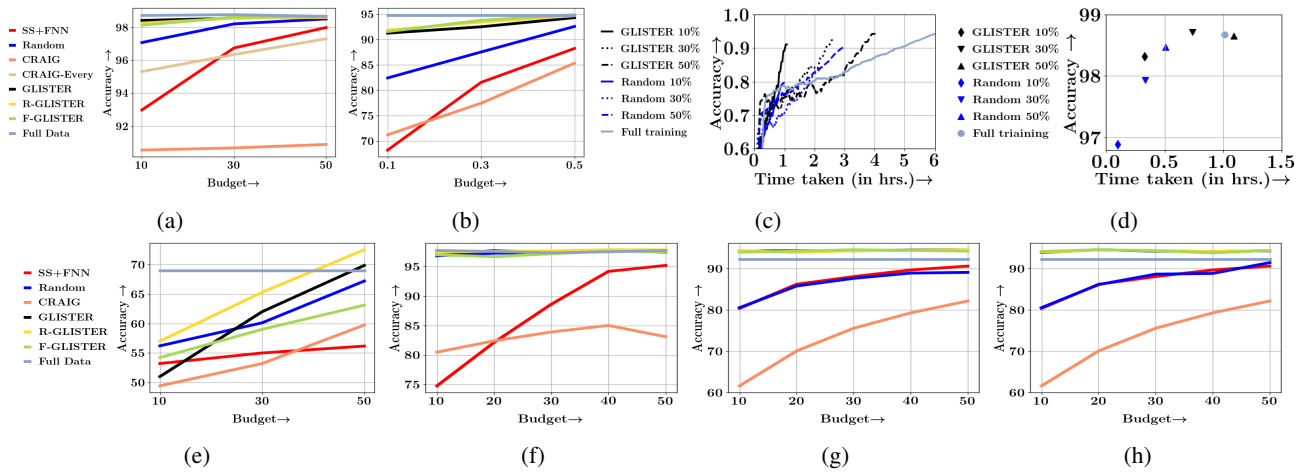 SS+FNN
Random
CRAIG
CRAIG-Every
GLISTER
R-GLISTER
F-GLISTER
Full Data
Accuracy →
98
96
94
92
10
30
50
Budget→
(a)
Accuracy →
95
90
85
80
75
70
0.1
0.3
0.5
Budget→
(b)
GLISTER 10%
GLISTER 30%
GLISTER 50%
Random 10%
Random 30%
Random 50%
Full training
Accuracy→
1.0
0.9
0.8
0.7
0.6
0 1 2 3 4 5 6
Time taken (in hrs.)→
(c)
GLISTER 10%
GLISTER 30%
GLISTER 50%
Random 10%
Random 30%
Random 50%
Full triaining
Accuracy→
99
98
97
0.0 0.5 1.0 1.5
Time taken (in hrs.)→
(d)
SS+FNN
Random
CRAIG
GLISTER
R-GLISTER
F-GLISTER
Full Data
Accuracy →
70
65
60
55
50
10
30
50
Budget→
(e)
Accuracy →
95
90
85
80
75
10 20 30 40 50
Budget→
(f)
Accuracy →
90
80
70
60
10 20 30 40 50
Budget→
(g)
Accuracy →
90
80
70
60
10 20 30 40 50
Budget→
(h)